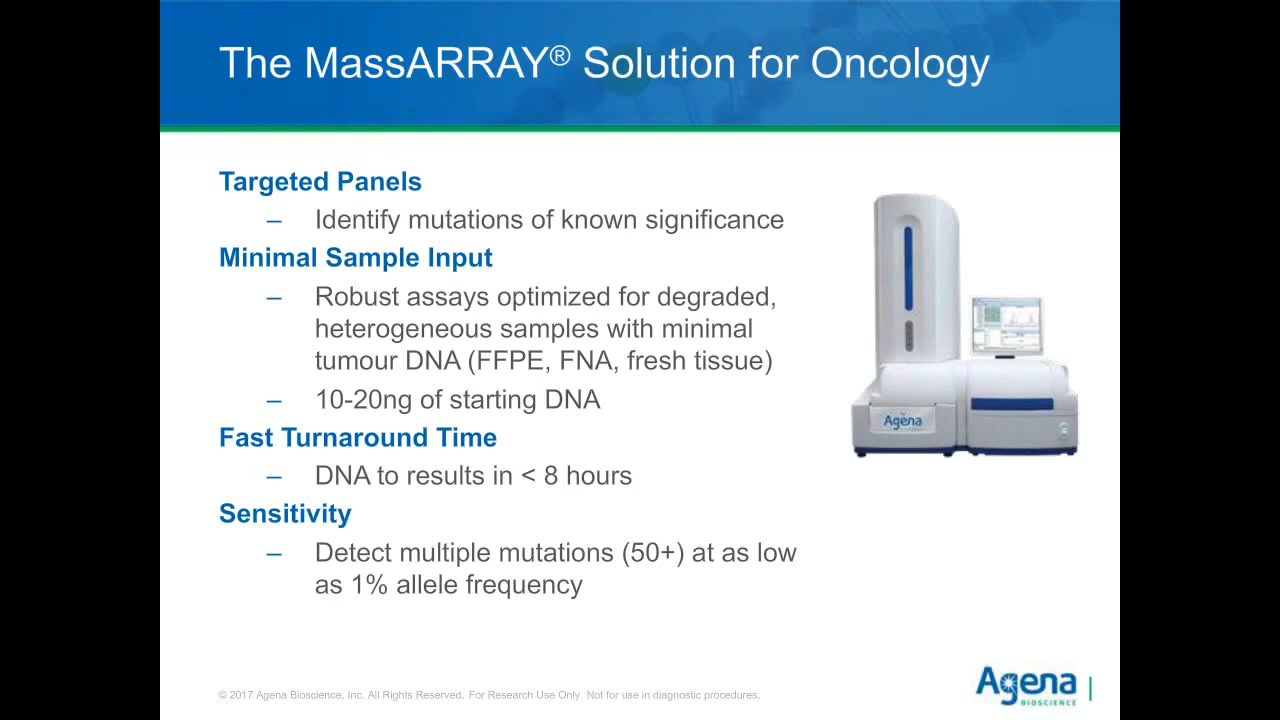 The MassARRAY® Solution for Oncology
Targeted Panels
– Identify mutations of known significance
Minimal Sample Input
– Robust assays optimized for degraded,
heterogeneous samples with minimal
tumour DNA (FFPE, FNA, fresh tissue)
– 10-20ng of starting DNA
Fast Turnaround Time
– DNA to results in < 8 hours
Sensitivity
– Detect multiple mutations (50+) at as low
as 1% allele frequency
Agena
© 2017 Agena Bioscience, Inc. All Rights Reserved. For Research Use Only. Not for use in diagnostic procedures.
Agena
BIOSCIENCE